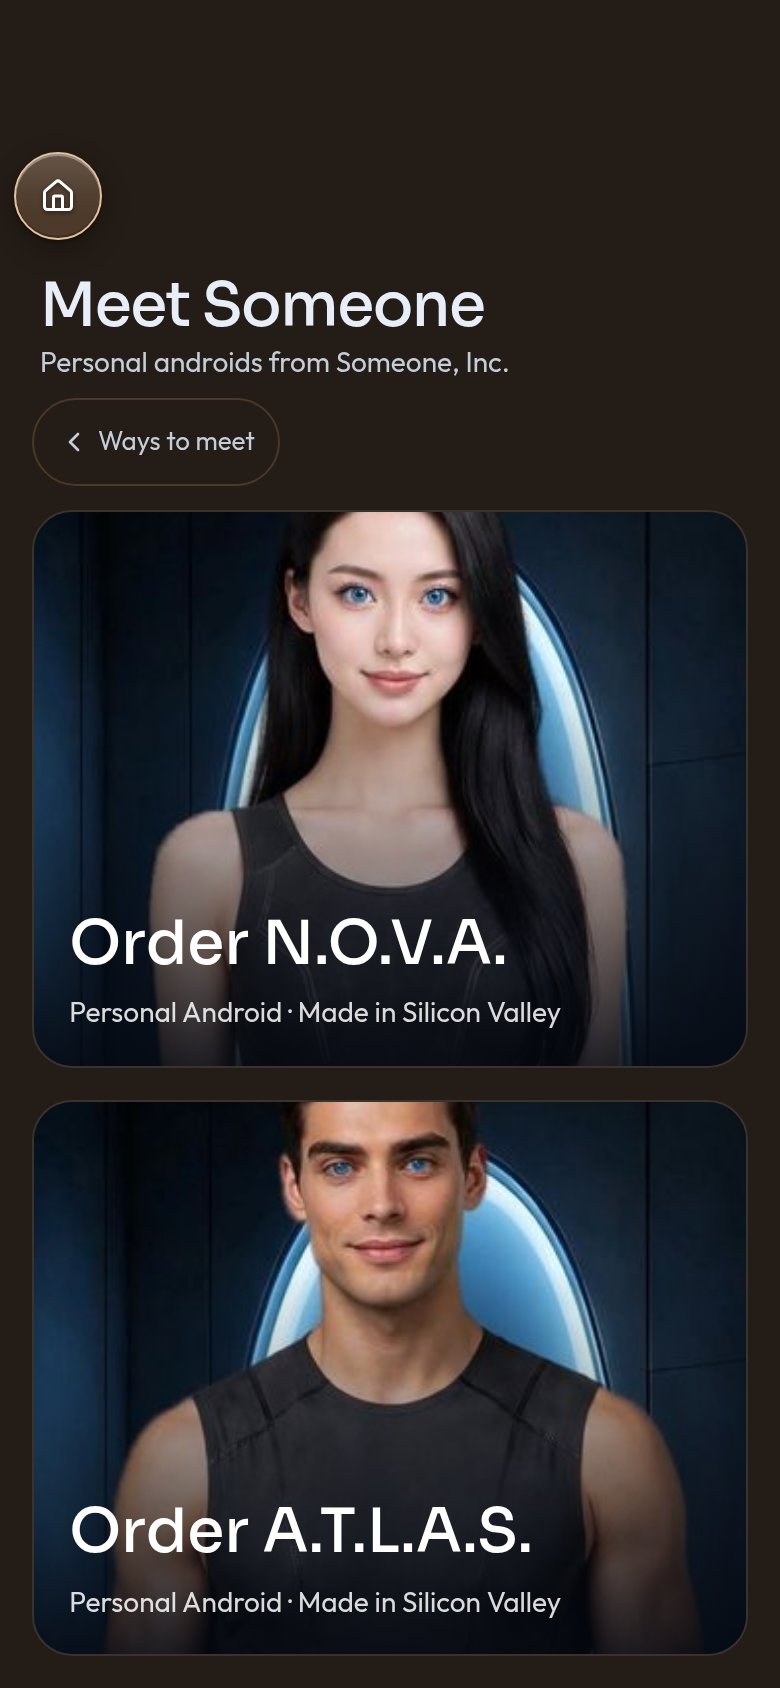 Meet Someone
Personal androids from Someone, Inc.
Ways to meet
Order N.O.V.A.
Personal Android · Made in Silicon Valley
Order A.T.L.A.S.
Personal Android · Made in Silicon Valley